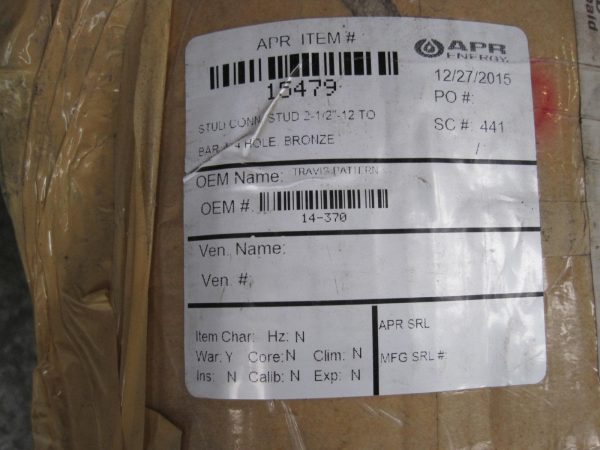 APR ITEM #
APR
ENERGY
15479
12/27/2015
PO #:
STUD CONN, STUD 2-1/2"-12 TO
SC #: 441
BAR, 4 HOLE, BRONZE
/
OEM Name: TRAVIS PATTERN
OEM #:
14-370
Ven. Name:
Ven. #:
Item Char: Hz: N
APR SRL
War: Y Core: N Clim: N
MFG SRL #:
Ins: N Calib: N Exp: N